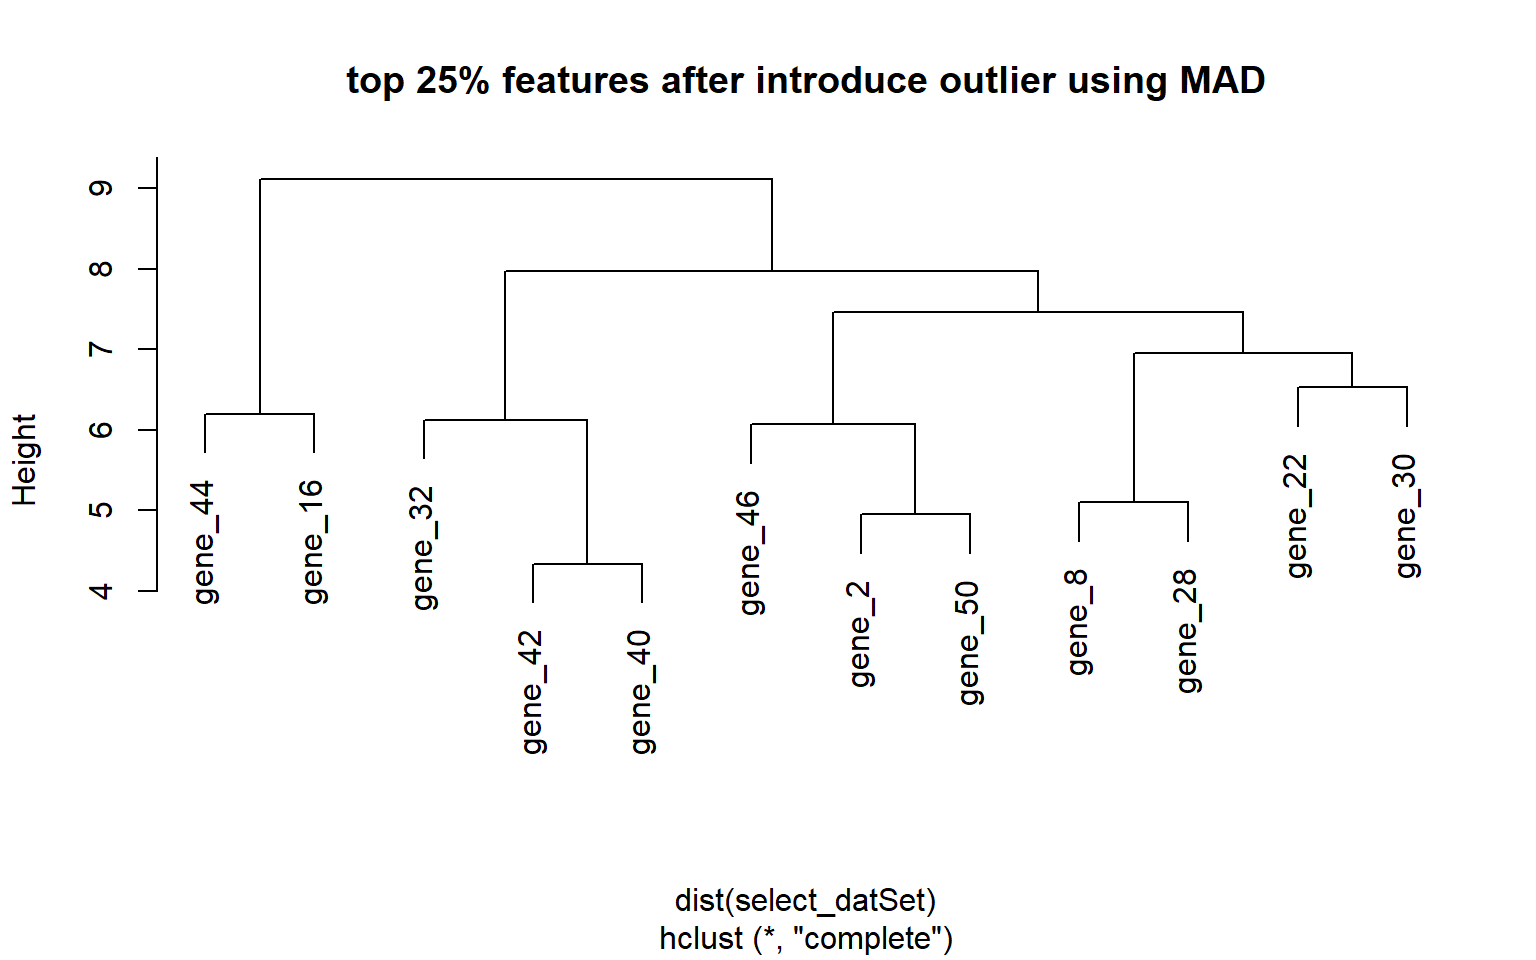 top 25% features after introduce outlier using MAD
Height
9
8
7
6
5
4
gene_44
gene_16
gene_32
gene_42
gene_40
gene_46
gene_2
gene_50
gene_8
gene_28
gene_22
gene_30
dist(select_datSet)
hclust (*, "complete")